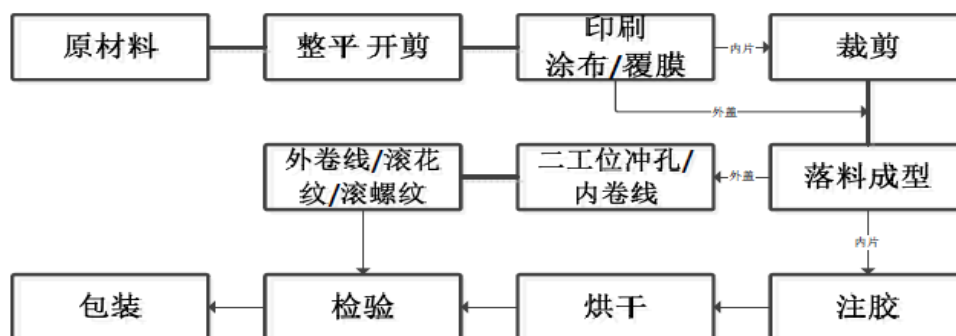 原材料
整平 开剪
印刷
涂布/覆膜
内片
裁剪
外盖
外卷线/滚花
纹/滚螺纹
二工位冲孔/
内卷线
外盖
落料成型
内片
包装
检验
烘干
注胶